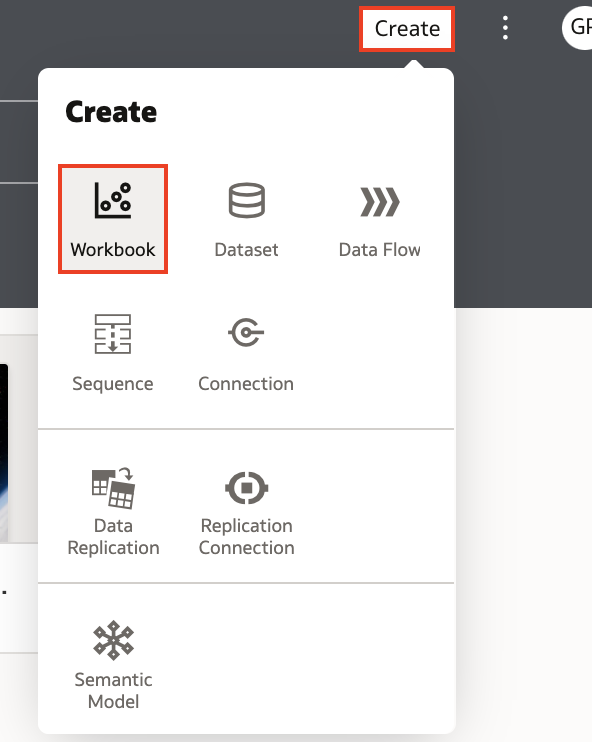 Create
GP
Create
Workbook
Dataset
Data Flow
Sequence
Connection
Data
Replication
Replication
Connection
Semantic
Model